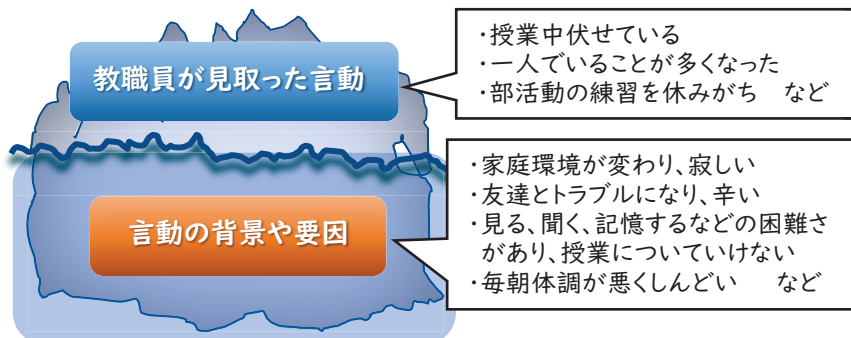 教職員が見取った言動
・授業中伏せている
・一人でいることが多くなった
・部活動の練習を休みがち　など
言動の背景や要因
・家庭環境が変わり、寂しい
・友達とトラブルになり、辛い
・見る、聞く、記憶するなどの困難さ
があり、授業についていけない
・毎朝体調が悪くしんどい　など